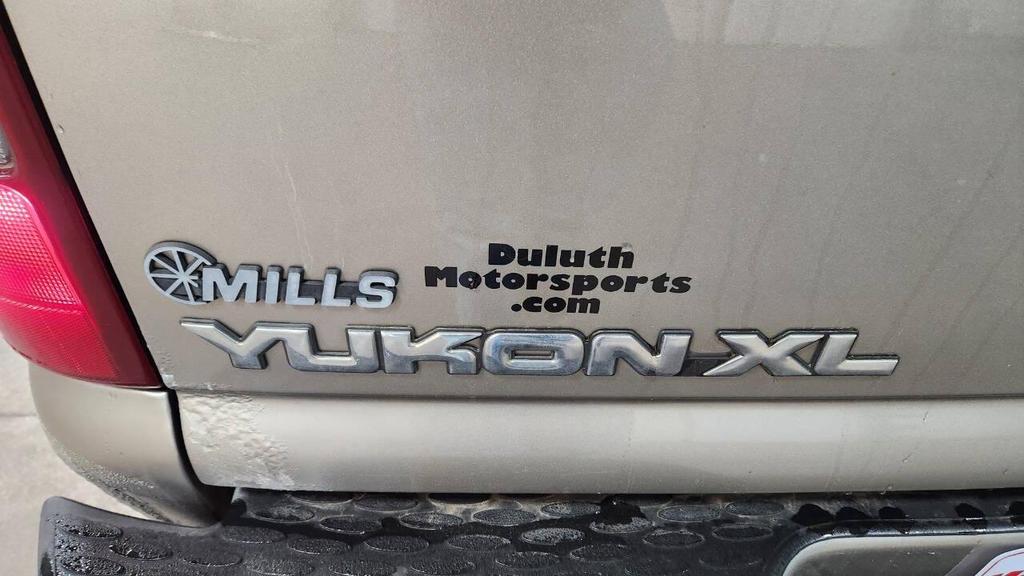 MILLS
Duluth
Motorsports
.com
YUKON XL